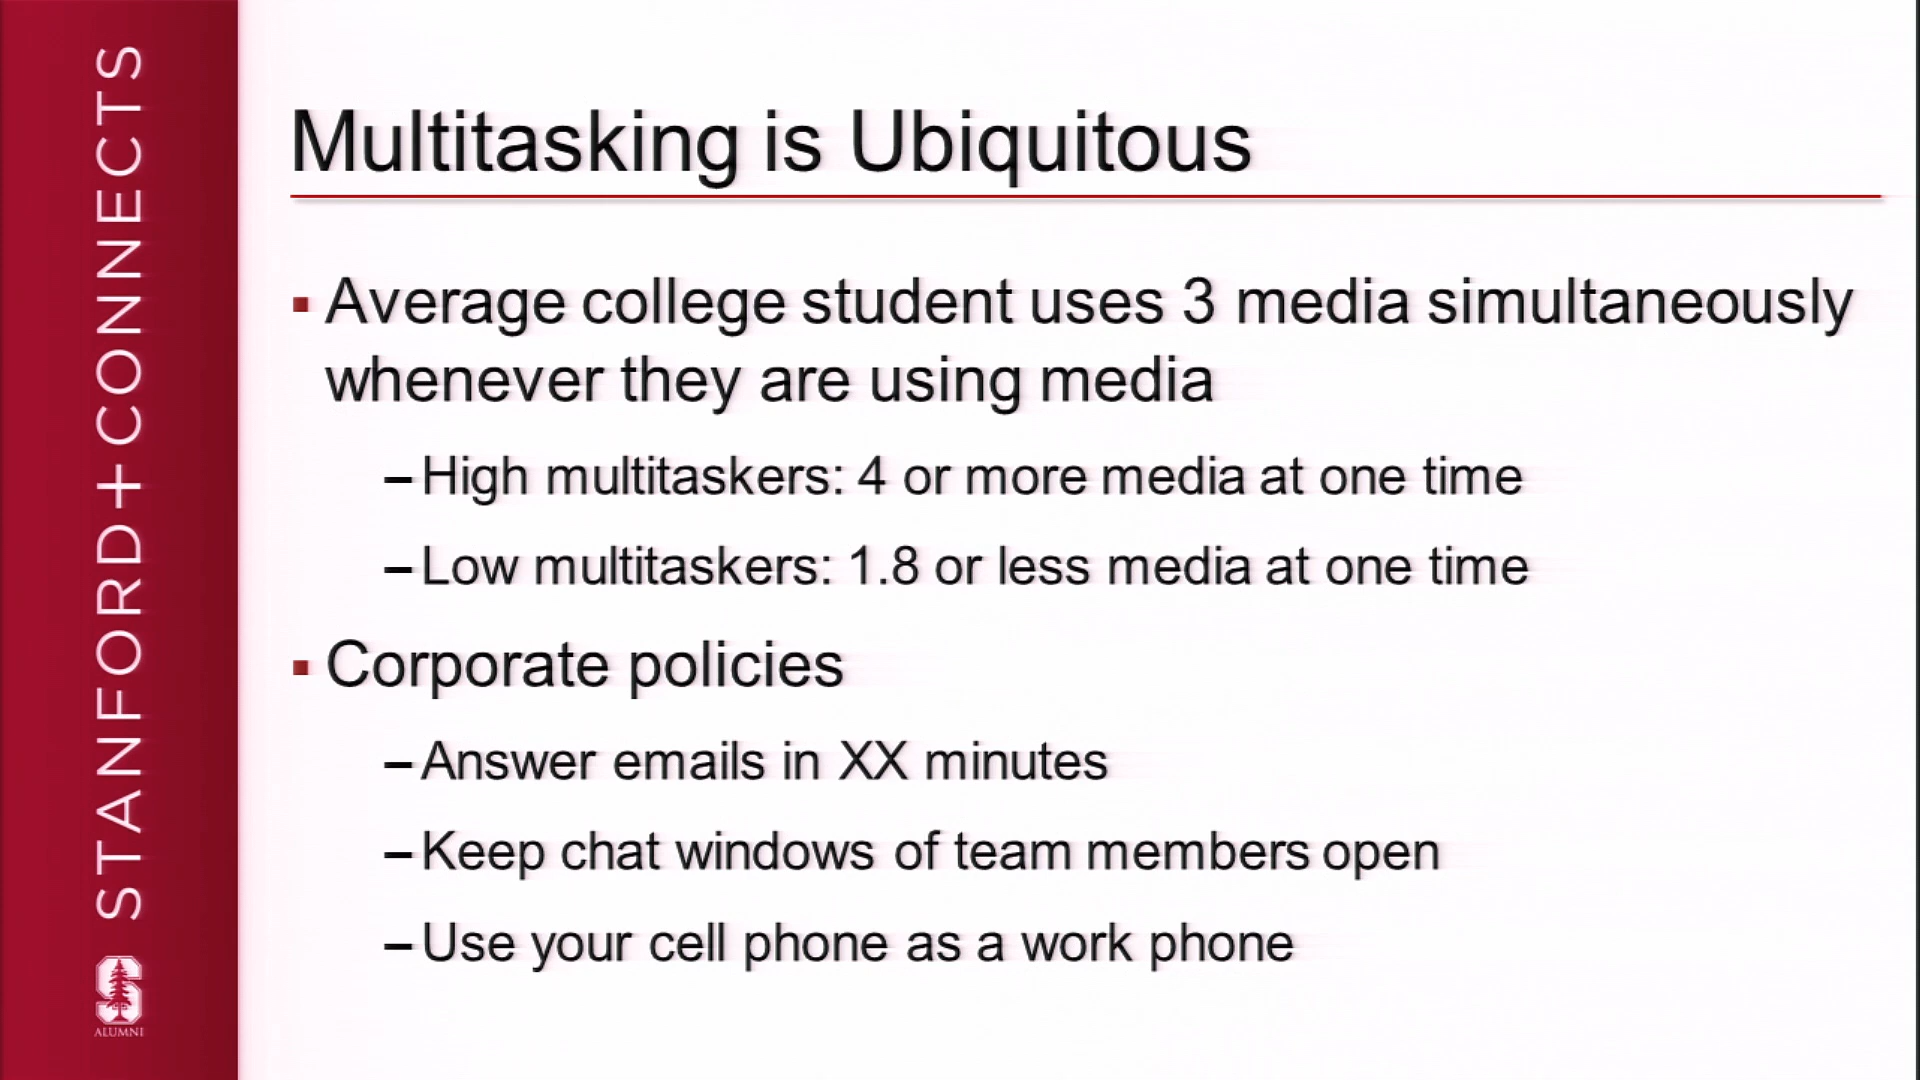 STANFORD+CONNECTS
S
ALUMNI
Multitasking is Ubiquitous
▪ Average college student uses 3 media simultaneously
whenever they are using media
– High multitaskers: 4 or more media at one time
– Low multitaskers: 1.8 or less media at one time
▪ Corporate policies
– Answer emails in XX minutes
– Keep chat windows of team members open
– Use your cell phone as a work phone